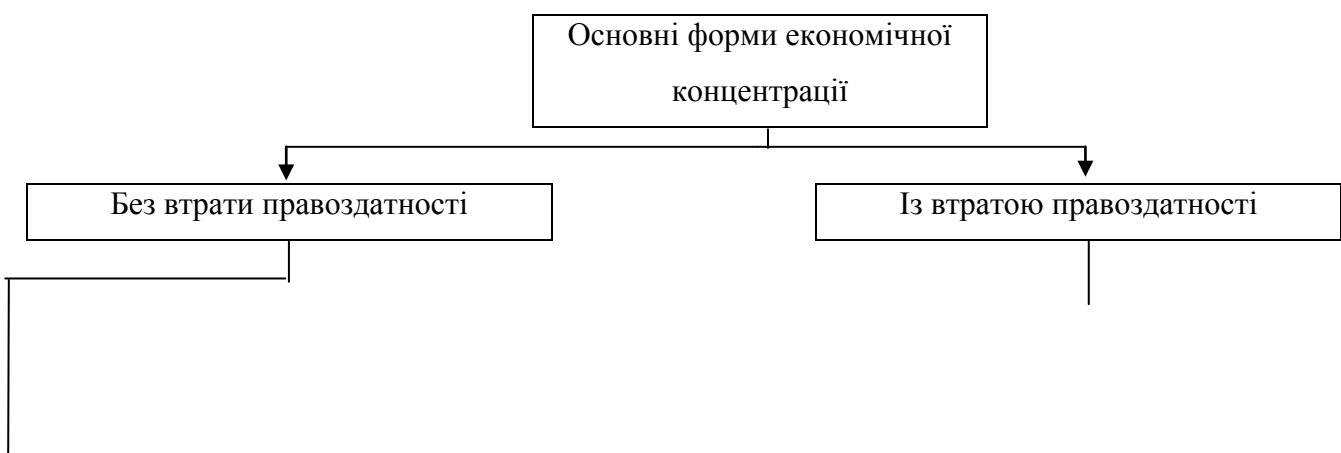 Основні форми економічної
концентрації
Без втрати правоздатності
Із втратою правоздатності